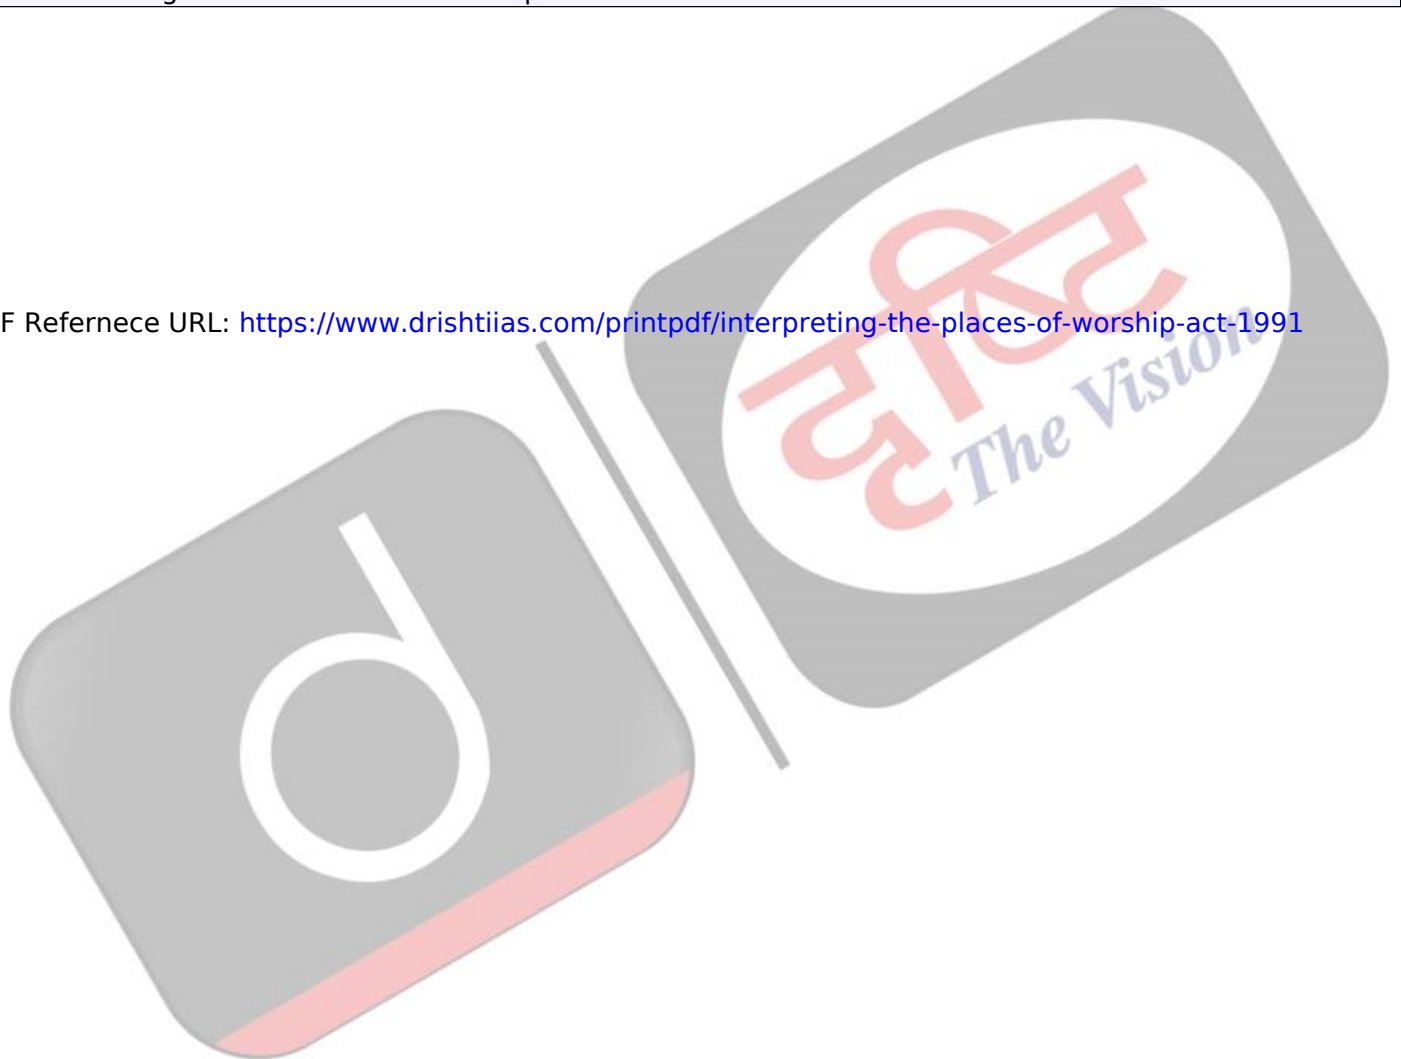 F Refernece URL: https://www.drishtiias.com/printpdf/interpreting-the-places-of-worship-act-1991
दृष्टि
The Vision
d